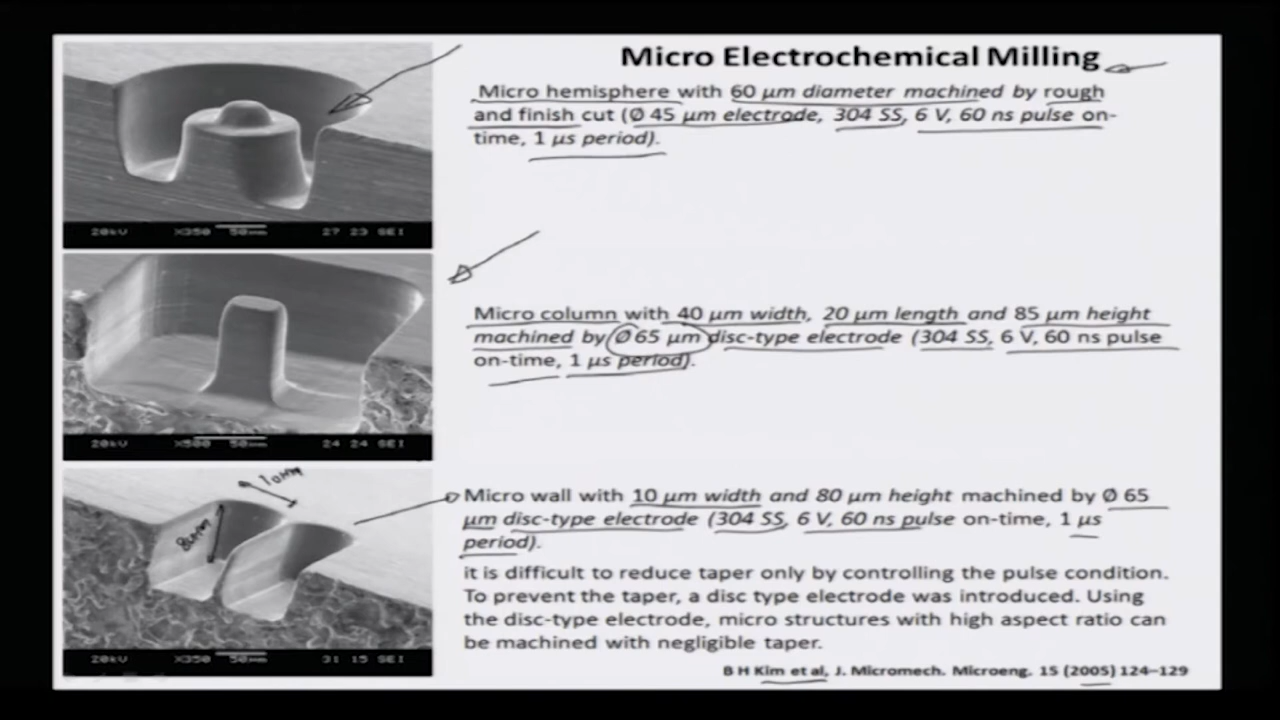 Micro Electrochemical Milling
Micro hemisphere with 60 µm diameter machined by rough
and finish cut (Ø 45 µm electrode, 304 SS, 6 V, 60 ns pulse on-
time, 1 µs period).
20kV X350 50mm 27 23 SEI
Micro column with 40 µm width, 20 µm length and 85 µm height
machined by Ø 65 µm disc-type electrode (304 SS, 6 V, 60 ns pulse
on-time, 1 µs period).
20kV X500 50mm 24 24 SEI
Micro wall with 10 µm width and 80 µm height machined by Ø 65
µm disc-type electrode (304 SS, 6 V, 60 ns pulse on-time, 1 µs
period).
it is difficult to reduce taper only by controlling the pulse condition.
To prevent the taper, a disc type electrode was introduced. Using
the disc-type electrode, micro structures with high aspect ratio can
be machined with negligible taper.
20kV X350 50mm 31 15 SEI
B H Kim et al, J. Micromech. Microeng. 15 (2005) 124–129